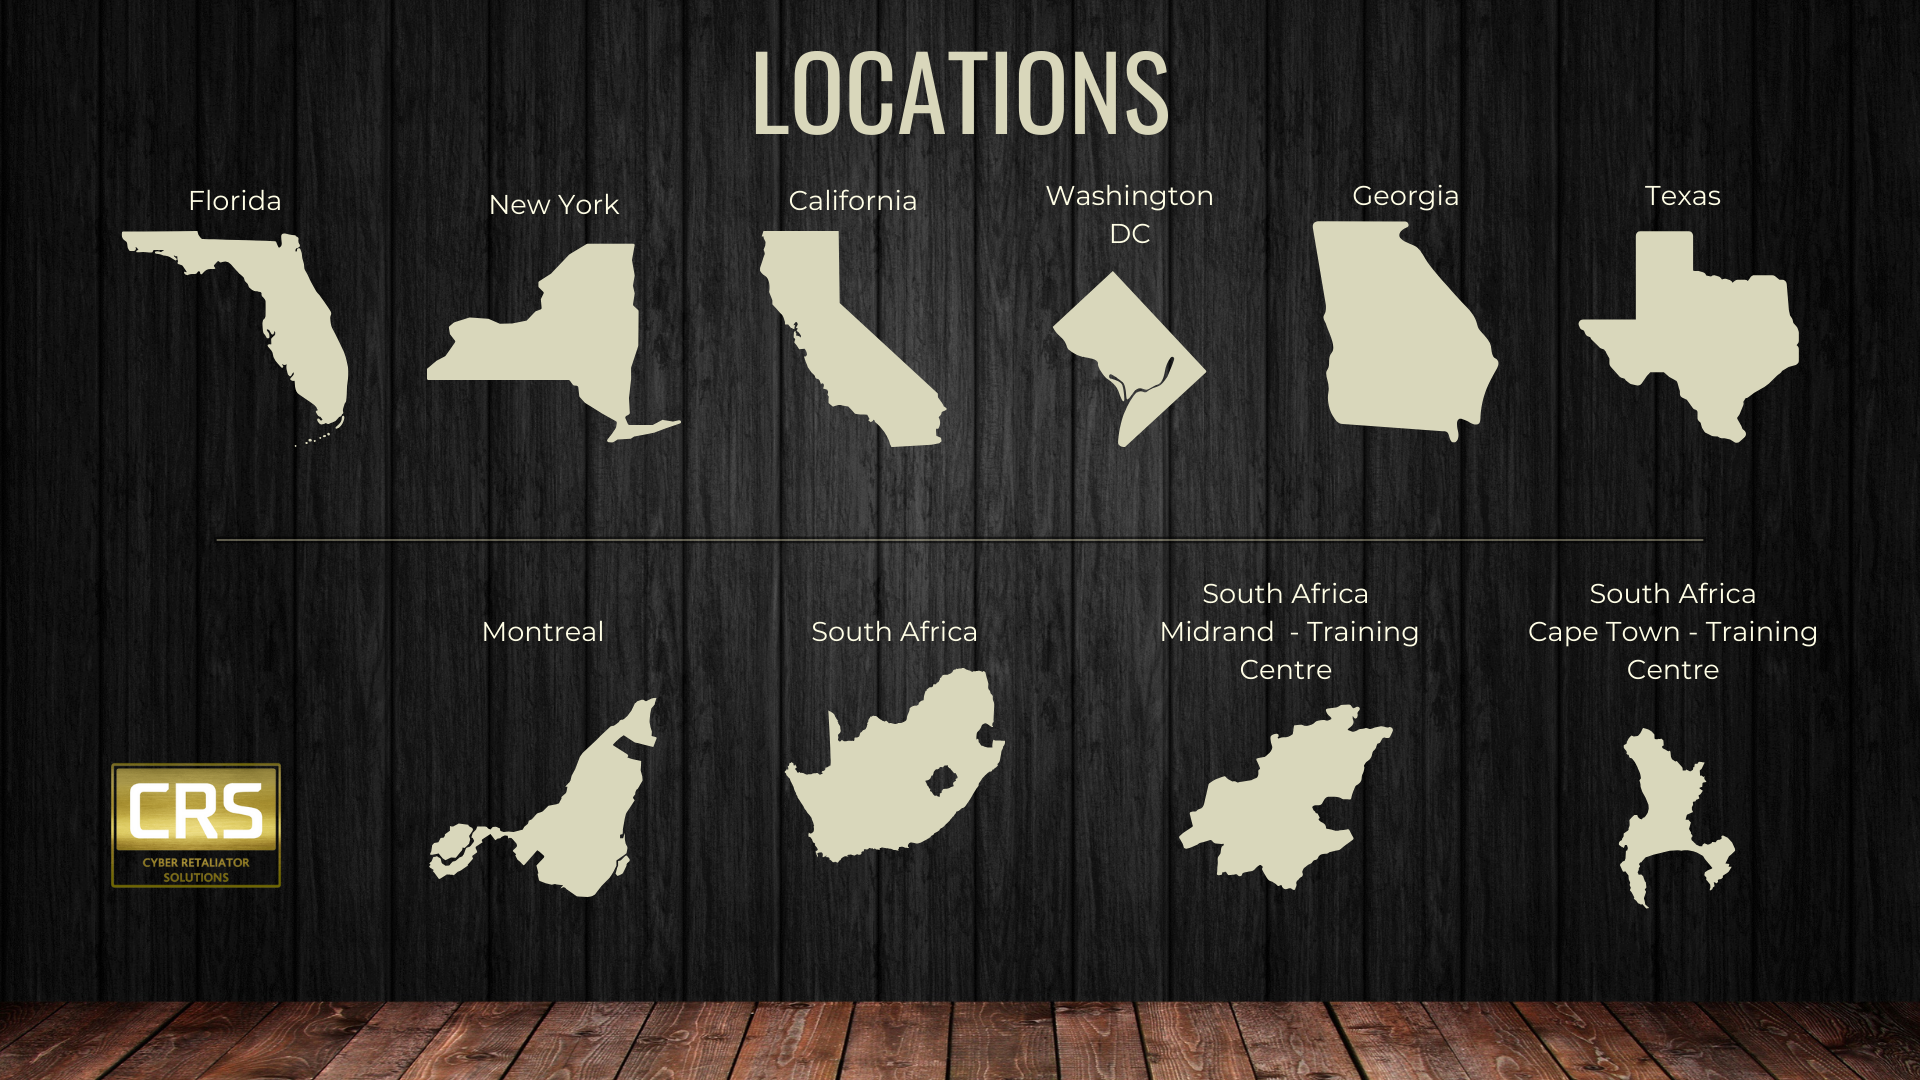 LOCATIONS
Florida
New York
California
Washington
DC
Georgia
Texas
Montreal
South Africa
South Africa
Midrand  - Training
Centre
South Africa
Cape Town - Training
Centre
CRS
CYBER RETALIATOR
SOLUTIONS